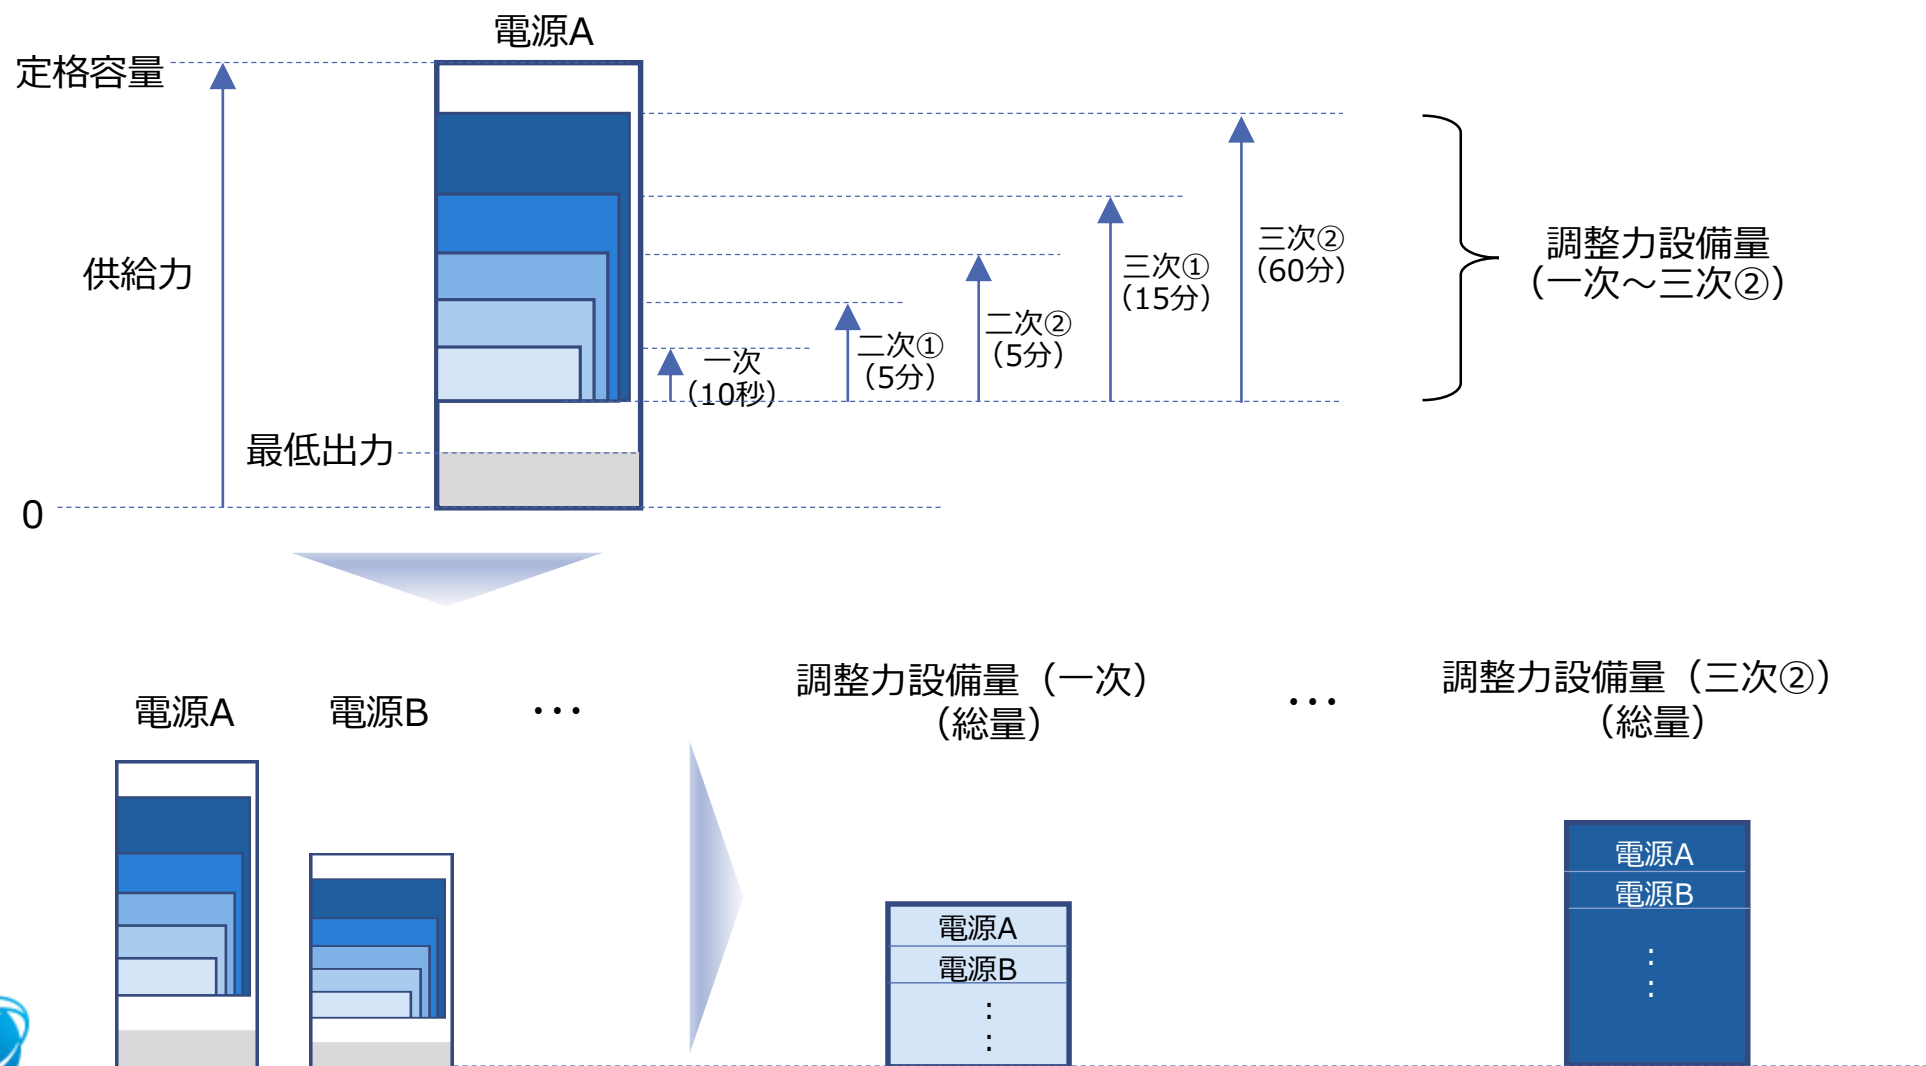 電源A
定格容量
供給力
最低出力
0
一次
（10秒）
二次①
（5分）
二次②
（5分）
三次①
（15分）
三次②
（60分）
調整力設備量
（一次～三次②）
電源A
電源B
・・・
調整力設備量（一次）
（総量）
・・・
調整力設備量（三次②）
（総量）
電源A
電源B
：
：
電源A
電源B
：
：